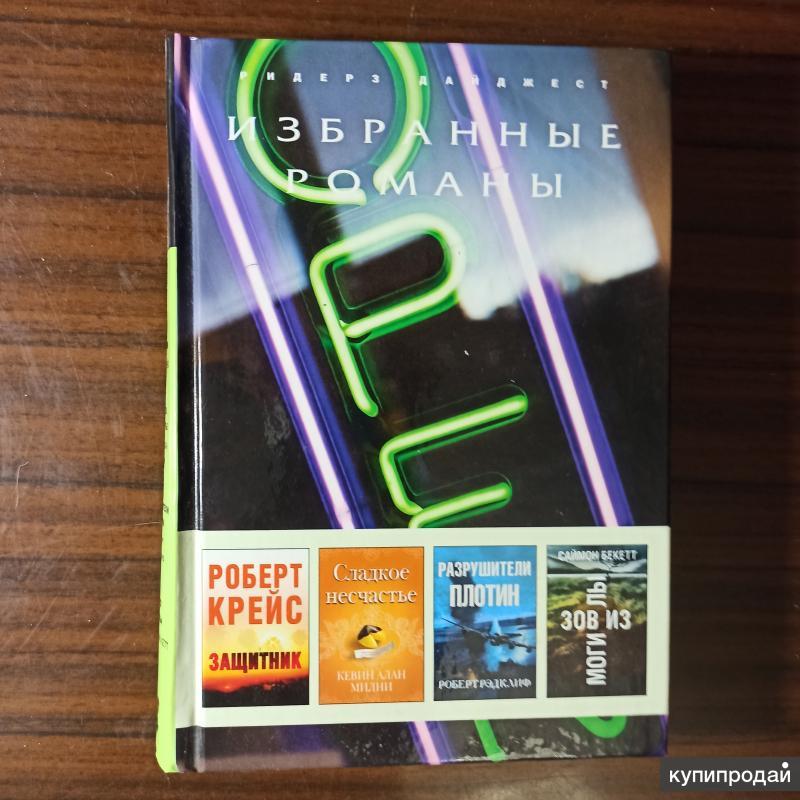 РИДЕРЗ ДАЙДЖЕСТ
ИЗБРАННЫЕ
РОМАНЫ
OPEN
РОБЕРТ
КРЕЙС
ЗАЩИТНИК
Сладкое
несчастье
КЕВИН АЛАН
МИЛНИ
РАЗРУШИТЕЛИ
ПЛОТИН
РОБЕРТ РЭДКЛИФ
САЙМОН БЕКЕТТ
ЗОВ ИЗ
МОГИЛЫ
купипродай